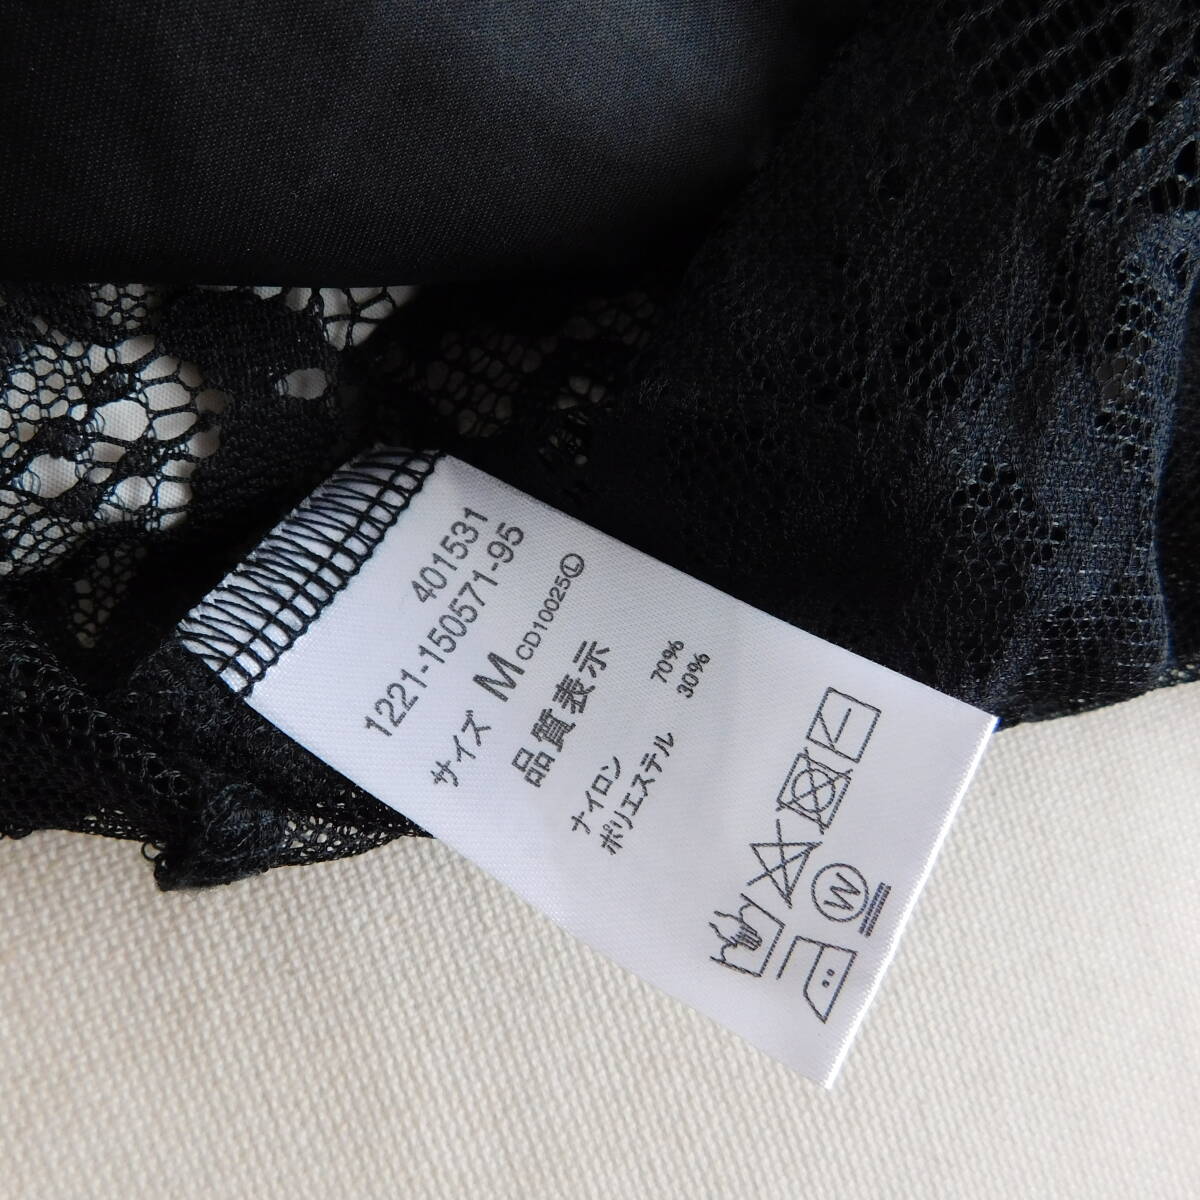 401531
1221-150571-95
サイズ M CD10025Ⓛ
品質表示
ナイロン 70%
ポリエステル 30%
W